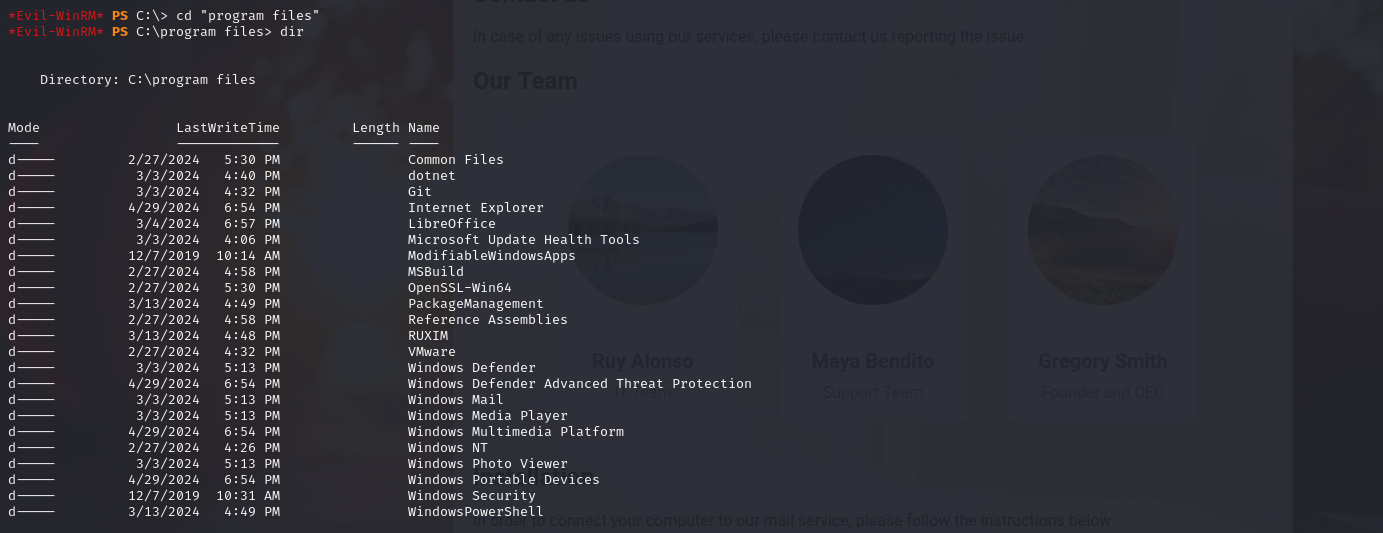 *Evil-WinRM* PS C:\> cd "program files"
*Evil-WinRM* PS C:\program files> dir
Directory: C:\program files
Mode LastWriteTime Length Name
---- ------------- ------ ----
d----- 2/27/2024 5:30 PM Common Files
d----- 3/3/2024 4:40 PM dotnet
d----- 3/3/2024 4:32 PM Git
d----- 4/29/2024 6:54 PM Internet Explorer
d----- 3/4/2024 6:57 PM LibreOffice
d----- 3/3/2024 4:06 PM Microsoft Update Health Tools
d----- 12/7/2019 10:14 AM ModifiableWindowsApps
d----- 2/27/2024 4:58 PM MSBuild
d----- 2/27/2024 5:30 PM OpenSSL-Win64
d----- 3/13/2024 4:49 PM PackageManagement
d----- 2/27/2024 4:58 PM Reference Assemblies
d----- 3/13/2024 4:48 PM RUXIM
d----- 2/27/2024 4:32 PM VMware
d----- 3/3/2024 5:13 PM Windows Defender
d----- 4/29/2024 6:54 PM Windows Defender Advanced Threat Protection
d----- 3/3/2024 5:13 PM Windows Mail
d----- 3/3/2024 5:13 PM Windows Media Player
d----- 4/29/2024 6:54 PM Windows Multimedia Platform
d----- 2/27/2024 4:26 PM Windows NT
d----- 3/3/2024 5:13 PM Windows Photo Viewer
d----- 4/29/2024 6:54 PM Windows Portable Devices
d----- 12/7/2019 10:31 AM Windows Security
d----- 3/13/2024 4:49 PM WindowsPowerShell
Contact us
In case of any issues using our services, please contact us reporting the issue
Our Team
Ruy Alonso Maya Bendito Gregory Smith
IT Team Support Team Founder and CEO
In order to connect your computer to our mail service, please follow the instructions below